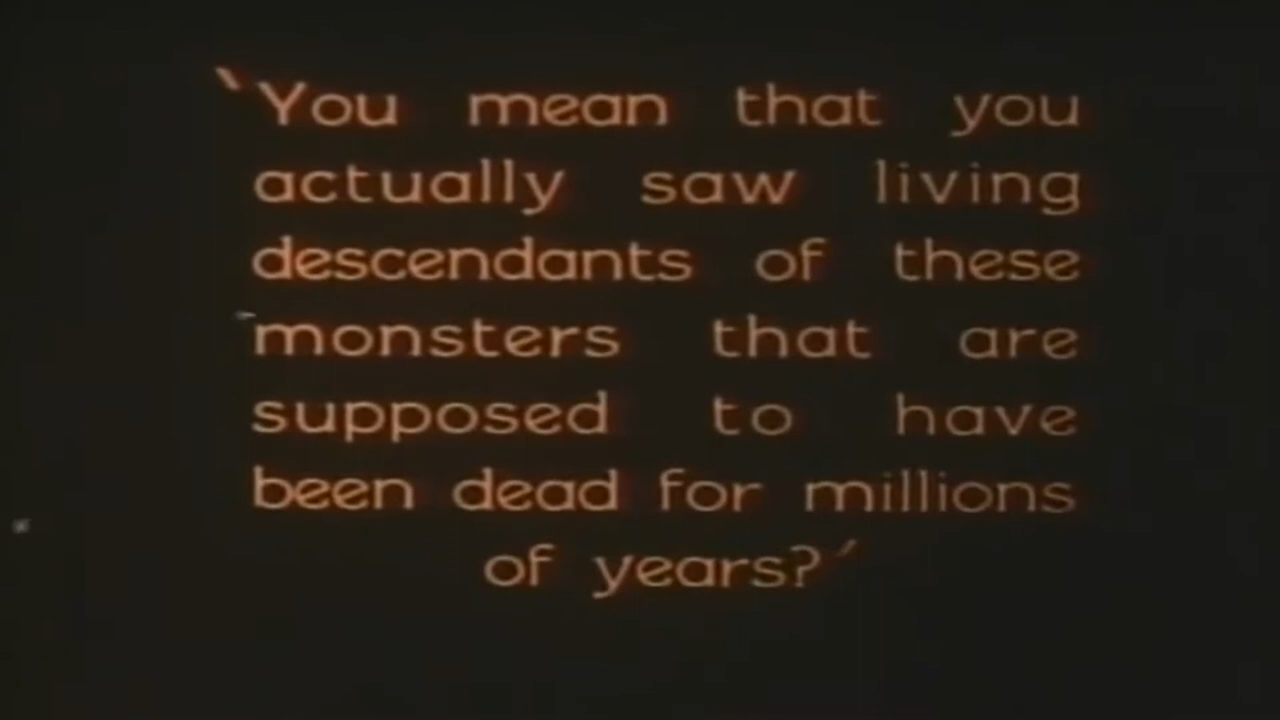 ‵You mean that you
actually saw living
descendants of these
monsters that are
supposed to have
been dead for millions
of years?′